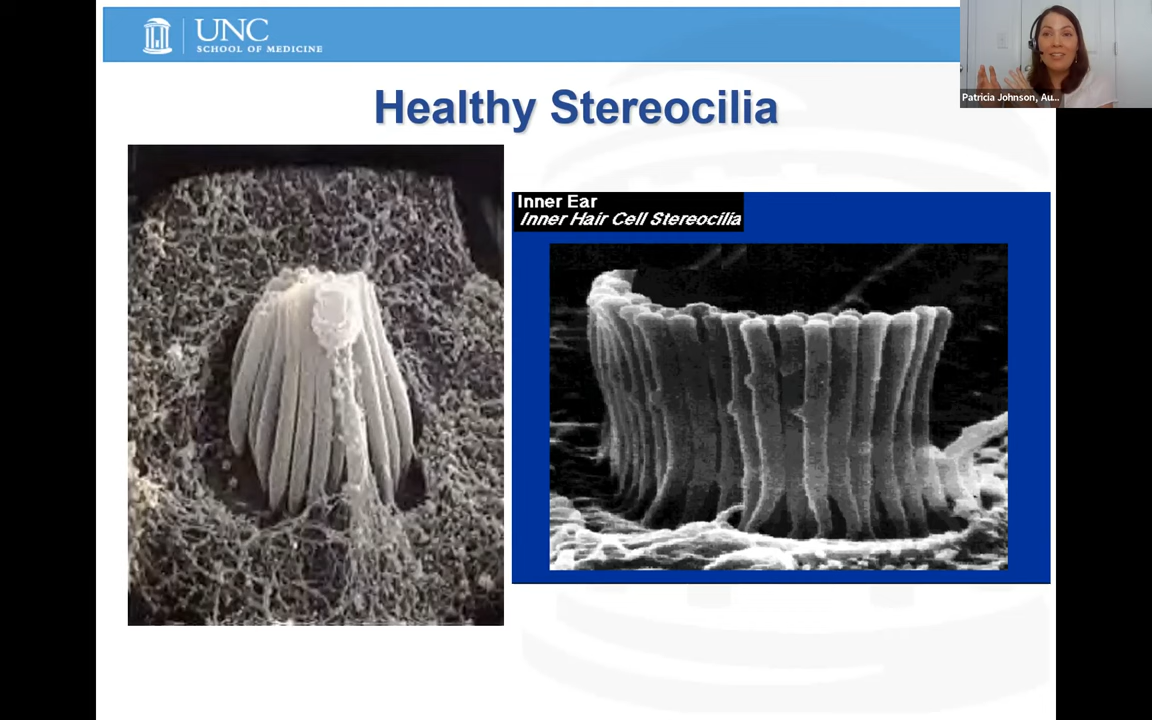 UNC
SCHOOL OF MEDICINE
Patricia Johnson, Au...
Healthy Stereocilia
Inner Ear
Inner Hair Cell Stereocilia